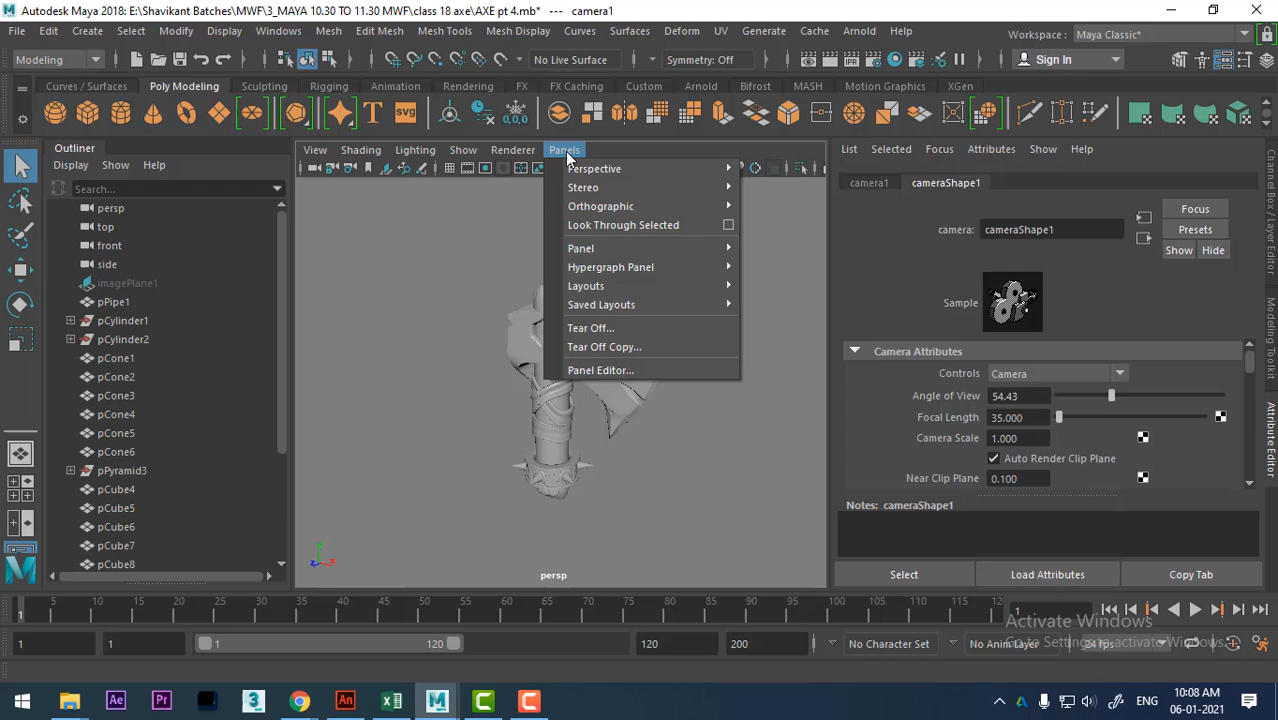 Autodesk Maya 2018: E:\Shavikant Batches\MWF\3_MAYA 10.30 TO 11.30 MWF\class 18 axe\AXE pt 4.mb* --- camera1
File Edit Create Select Modify Display Windows Mesh Edit Mesh Mesh Tools Mesh Display Curves Surfaces Deform UV Generate Cache Arnold Help Workspace : Maya Classic*
Modeling No Live Surface Symmetry: Off Sign In
Curves / Surfaces Poly Modeling Sculpting Rigging Animation Rendering FX FX Caching Custom Arnold Bifrost MASH Motion Graphics XGen
Outliner
Display Show Help
Search...
persp
top
front
side
imagePlane1
pPipe1
pCylinder1
pCylinder2
pCone1
pCone2
pCone3
pCone4
pCone5
pCone6
pPyramid3
pCube4
pCube5
pCube6
pCube7
pCube8
View Shading Lighting Show Renderer Panels
Perspective
Stereo
Orthographic
Look Through Selected
Panel
Hypergraph Panel
Layouts
Saved Layouts
Tear Off...
Tear Off Copy...
Panel Editor...
persp
List Selected Focus Attributes Show Help
camera1 cameraShape1
Focus
camera: cameraShape1 Presets
Show Hide
Sample
Camera Attributes
Controls Camera
Angle of View 54.43
Focal Length 35.000
Camera Scale 1.000
Auto Render Clip Plane
Near Clip Plane 0.100
Notes: cameraShape1
Select Load Attributes Copy Tab
Channel Box / Layer Editor
Modeling Toolkit
Attribute Editor
5 10 15 20 25 30 35 40 45 50 55 60 65 70 75 80 85 90 95 100 105 110 115 12
1 1
1 1 1 120 120 200 No Character Set No Anim Layer 24 fps
Activate Windows
Go to Settings to activate Windows.
ENG 10:08 AM
06-01-2021